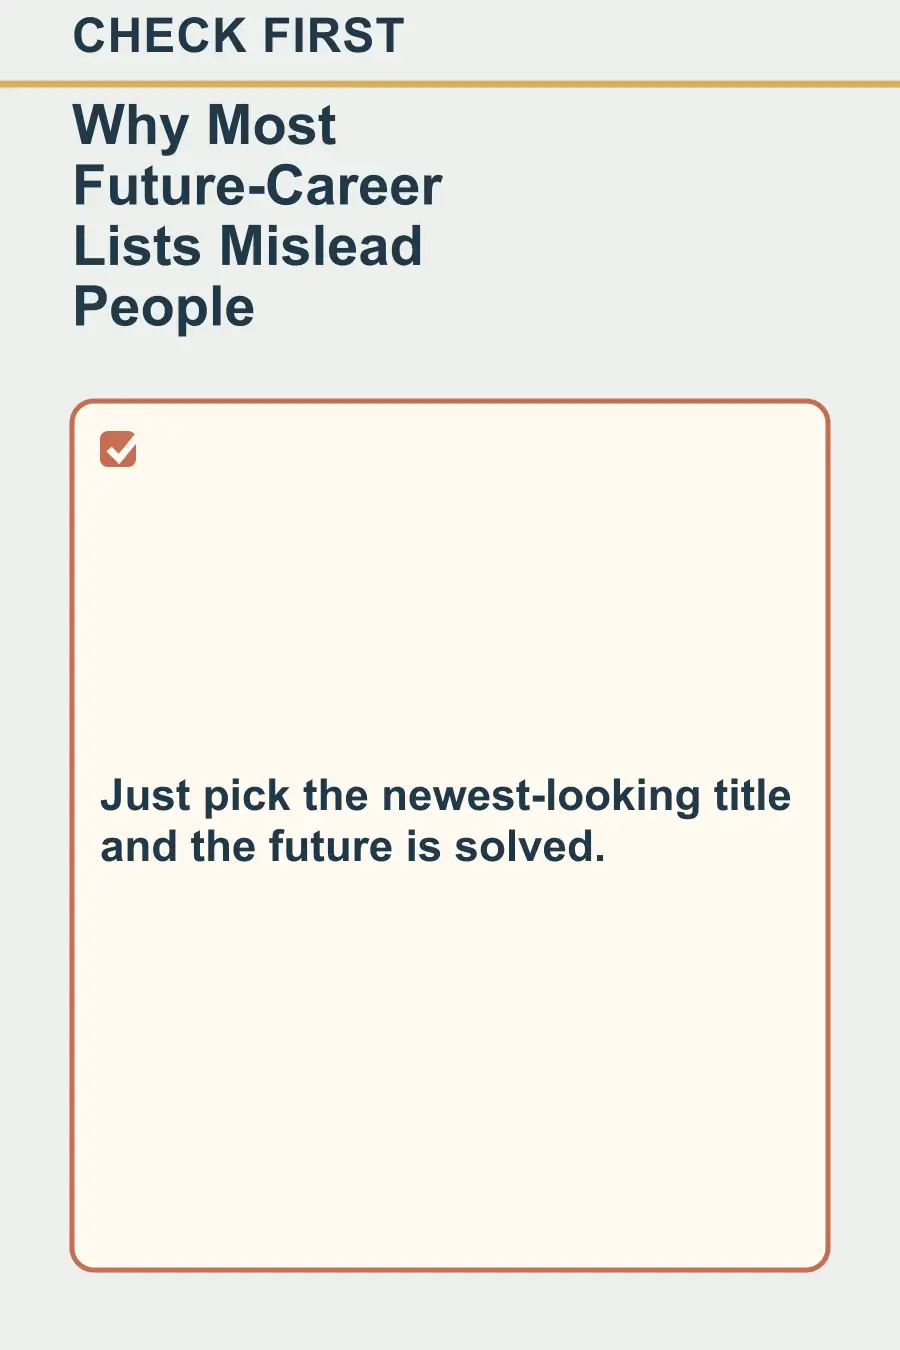 CHECK FIRST
Why Most
Future-Career
Lists Mislead
People
Just pick the newest-looking title
and the future is solved.